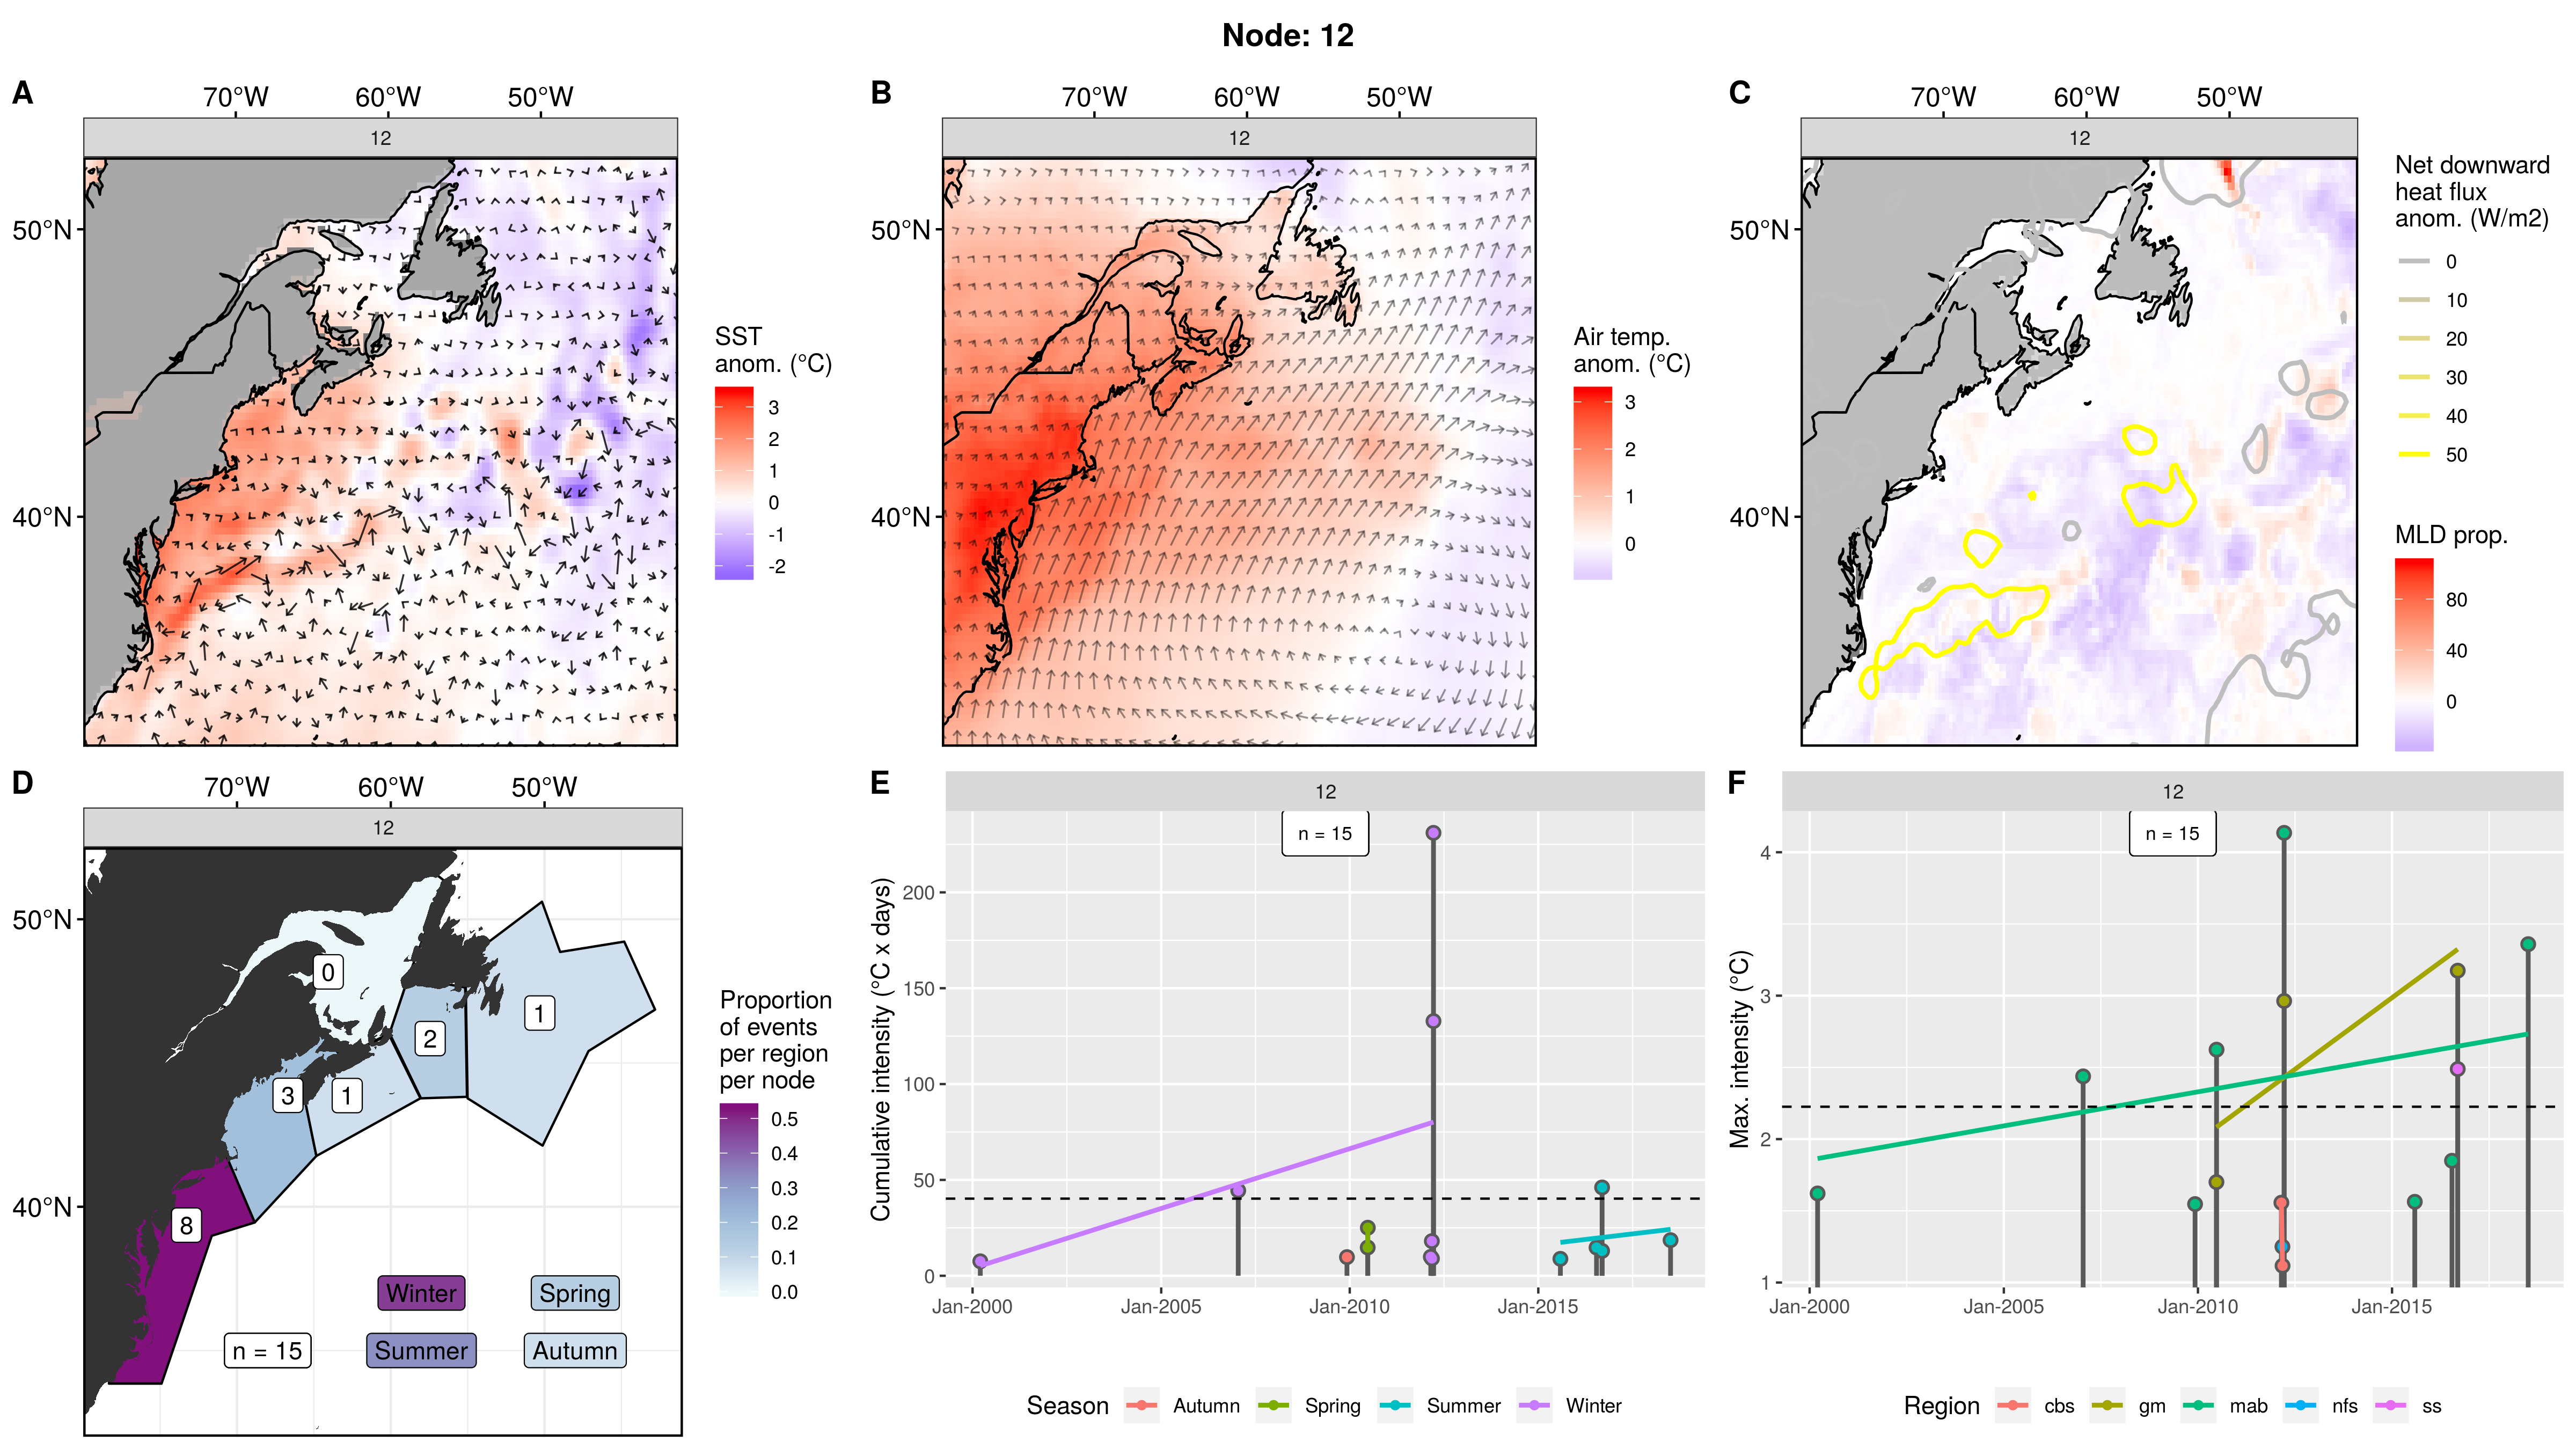 Node: 12
A
70°W 60°W 50°W
12
50°N
40°N
SST
anom. (°C)
3
2
1
0
-1
-2
B
70°W 60°W 50°W
12
50°N
40°N
Air temp.
anom. (°C)
3
2
1
0
C
70°W 60°W 50°W
12
50°N
40°N
Net downward
heat flux
anom. (W/m2)
0
10
20
30
40
50
MLD prop.
80
40
0
D
70°W 60°W 50°W
12
50°N
40°N
0
1
2
3
1
8
Winter Spring
n = 15 Summer Autumn
Proportion
of events
per region
per node
0.5
0.4
0.3
0.2
0.1
0.0
E
12
n = 15
Cumulative intensity (°C x days)
200
150
100
50
0
Jan-2000 Jan-2005 Jan-2010 Jan-2015
Season Autumn Spring Summer Winter
F
12
n = 15
Max. intensity (°C)
4
3
2
1
Jan-2000 Jan-2005 Jan-2010 Jan-2015
Region cbs gm mab nfs ss